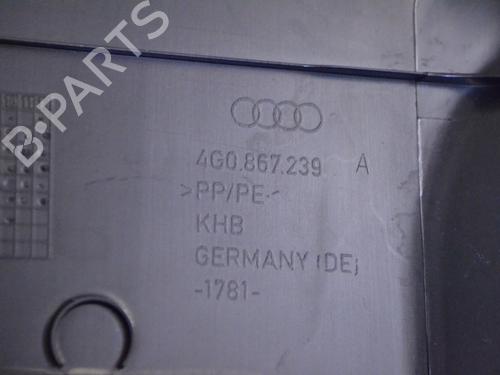 B-PARTS
4G0.867.239 A
>PP/PE<
KHB
GERMANY (DE)
-1781-